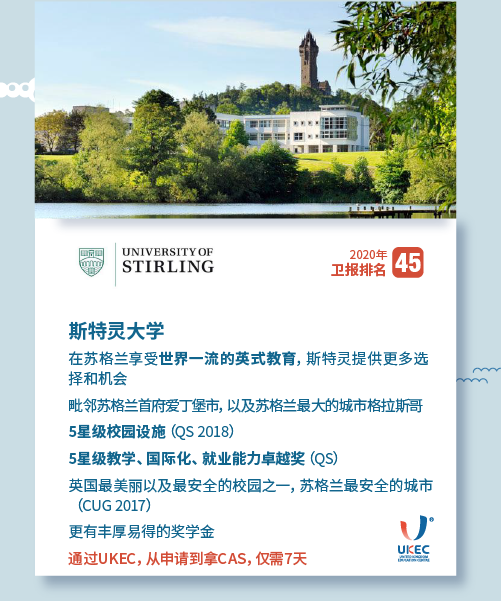 UNIVERSITY OF
STIRLING
2020年
卫报排名
45
斯特灵大学
在苏格兰享受世界一流的英式教育，斯特灵提供更多选
择和机会
毗邻苏格兰首府爱丁堡市，以及苏格兰最大的城市格拉斯哥
5星级校园设施（QS 2018）
5星级教学、国际化、就业能力卓越奖（QS）
英国最美丽以及最安全的校园之一，苏格兰最安全的城市
（CUG 2017）
更有丰厚易得的奖学金
通过UKEC，从申请到拿CAS，仅需7天
UKEC
UNITED KINGDOM
EDUCATION CENTRE